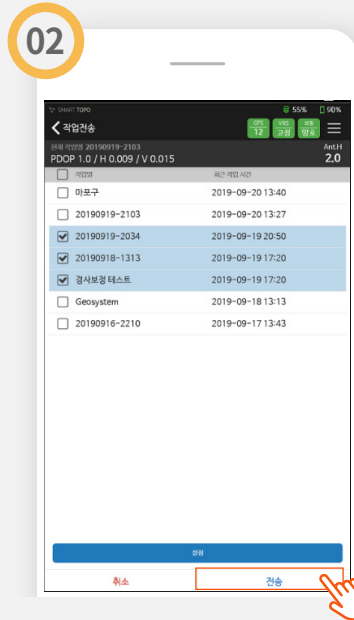 02
SMART TOPO 55% 90%
작업전송 GPS 12 VRS 고정 보정 양호
현재 작업명 20190919-2103 Ant.H
PDOP 1.0 / H 0.009 / V 0.015 2.0
작업명 최근 작업 시간
마포구 2019-09-20 13:40
20190919-2103 2019-09-20 13:27
20190919-2034 2019-09-19 20:50
20190918-1313 2019-09-19 17:20
경사보정 테스트 2019-09-19 17:20
Geosystem 2019-09-18 13:13
20190916-2210 2019-09-17 13:43
설정
취소 전송